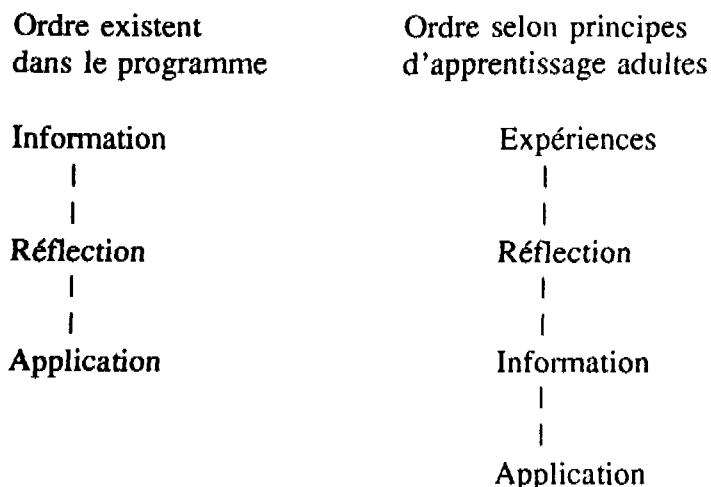 Ordre existent
dans le programme
Information
|
|
Réflection
|
|
Application
Ordre selon principes
d'apprentissage adultes
Expériences
|
|
Réflection
|
|
Information
|
|
Application